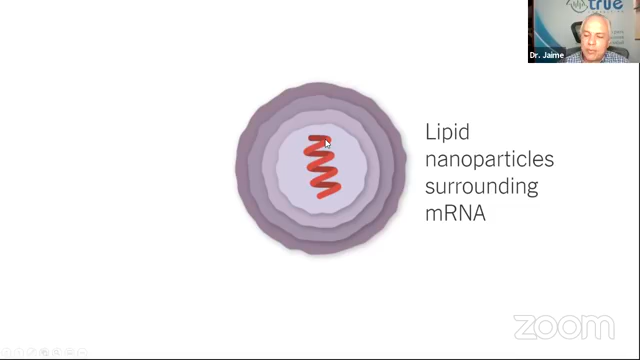 true
Dr. Jaime
Lipid
nanoparticles
surrounding
mRNA
zoom